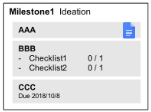 Milestone1 Ideation
AAA
BBB
- Checklist1 0 / 1
- Checklist2 0 / 1
CCC
Due 2018/10/8